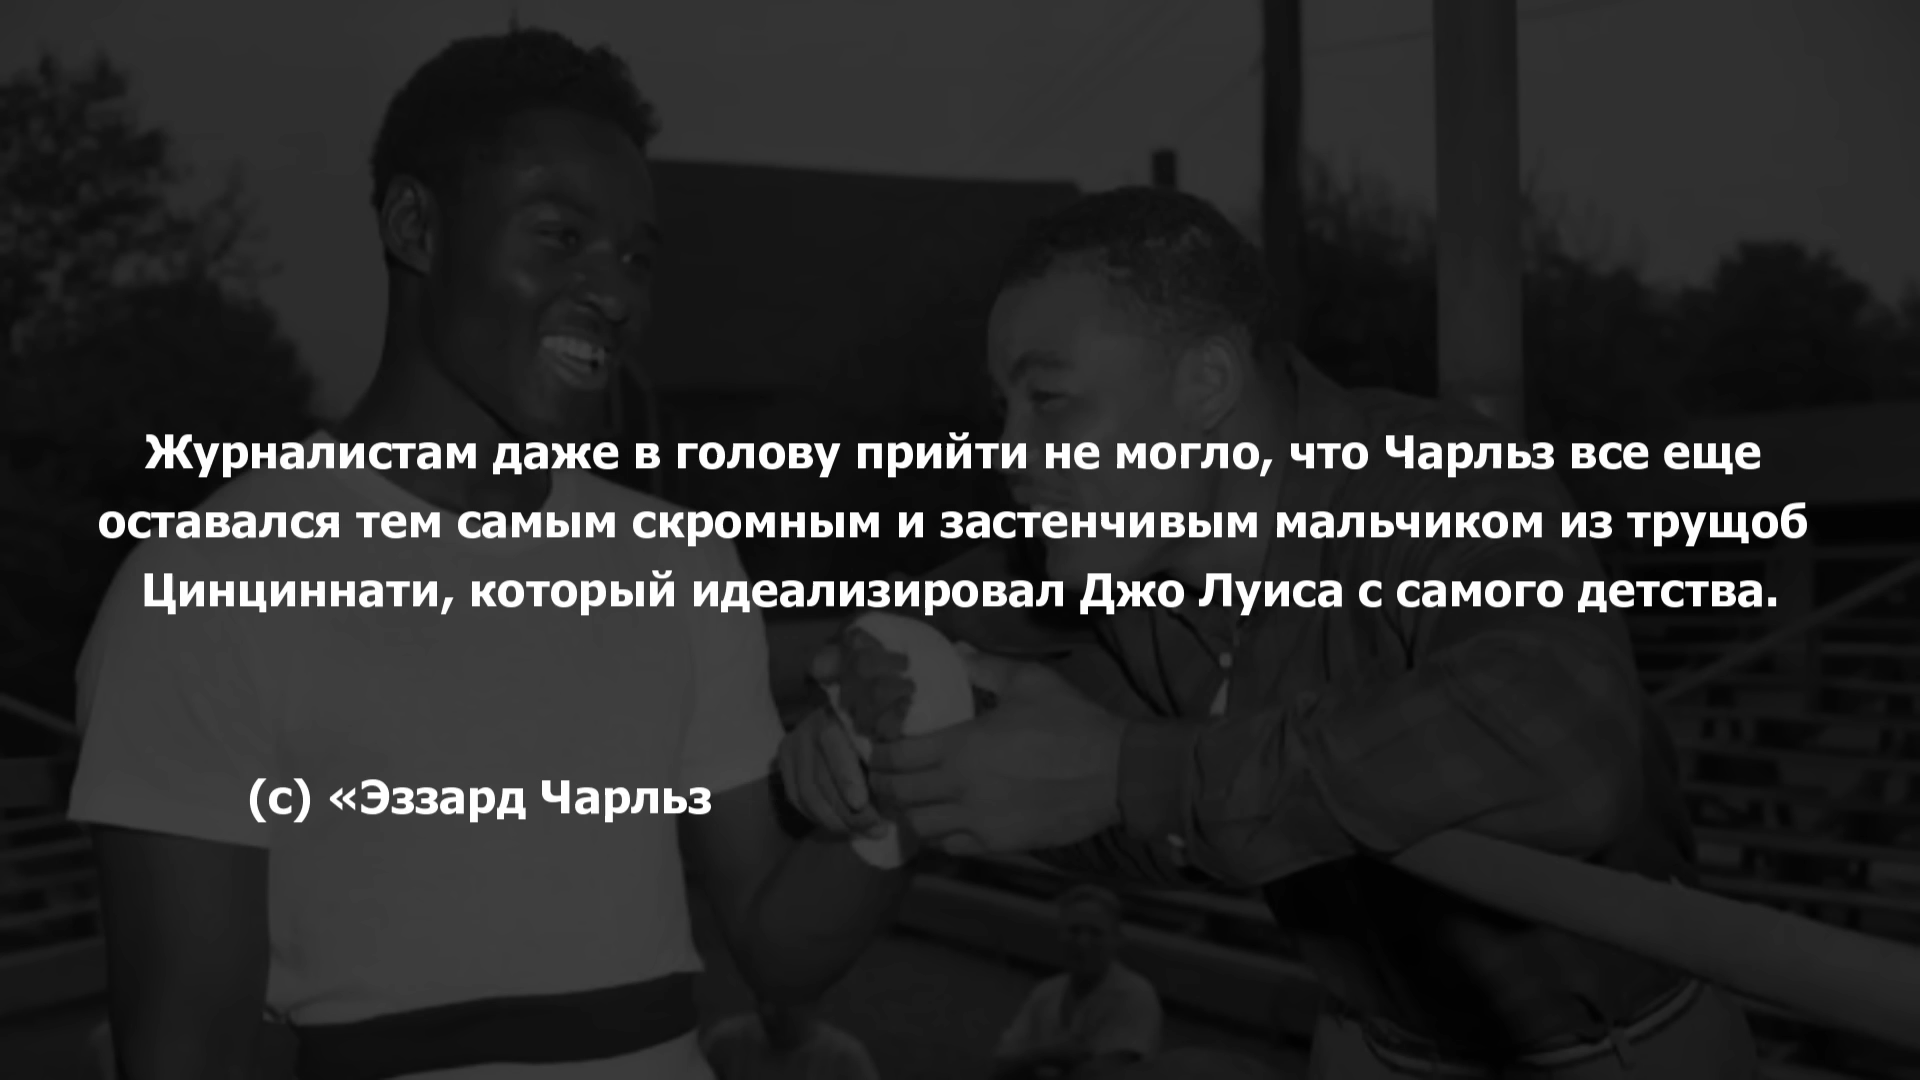 Журналистам даже в голову прийти не могло, что Чарльз все еще
оставался тем самым скромным и застенчивым мальчиком из трущоб
Цинциннати, который идеализировал Джо Луиса с самого детства.
(с) «Эззард Чарльз